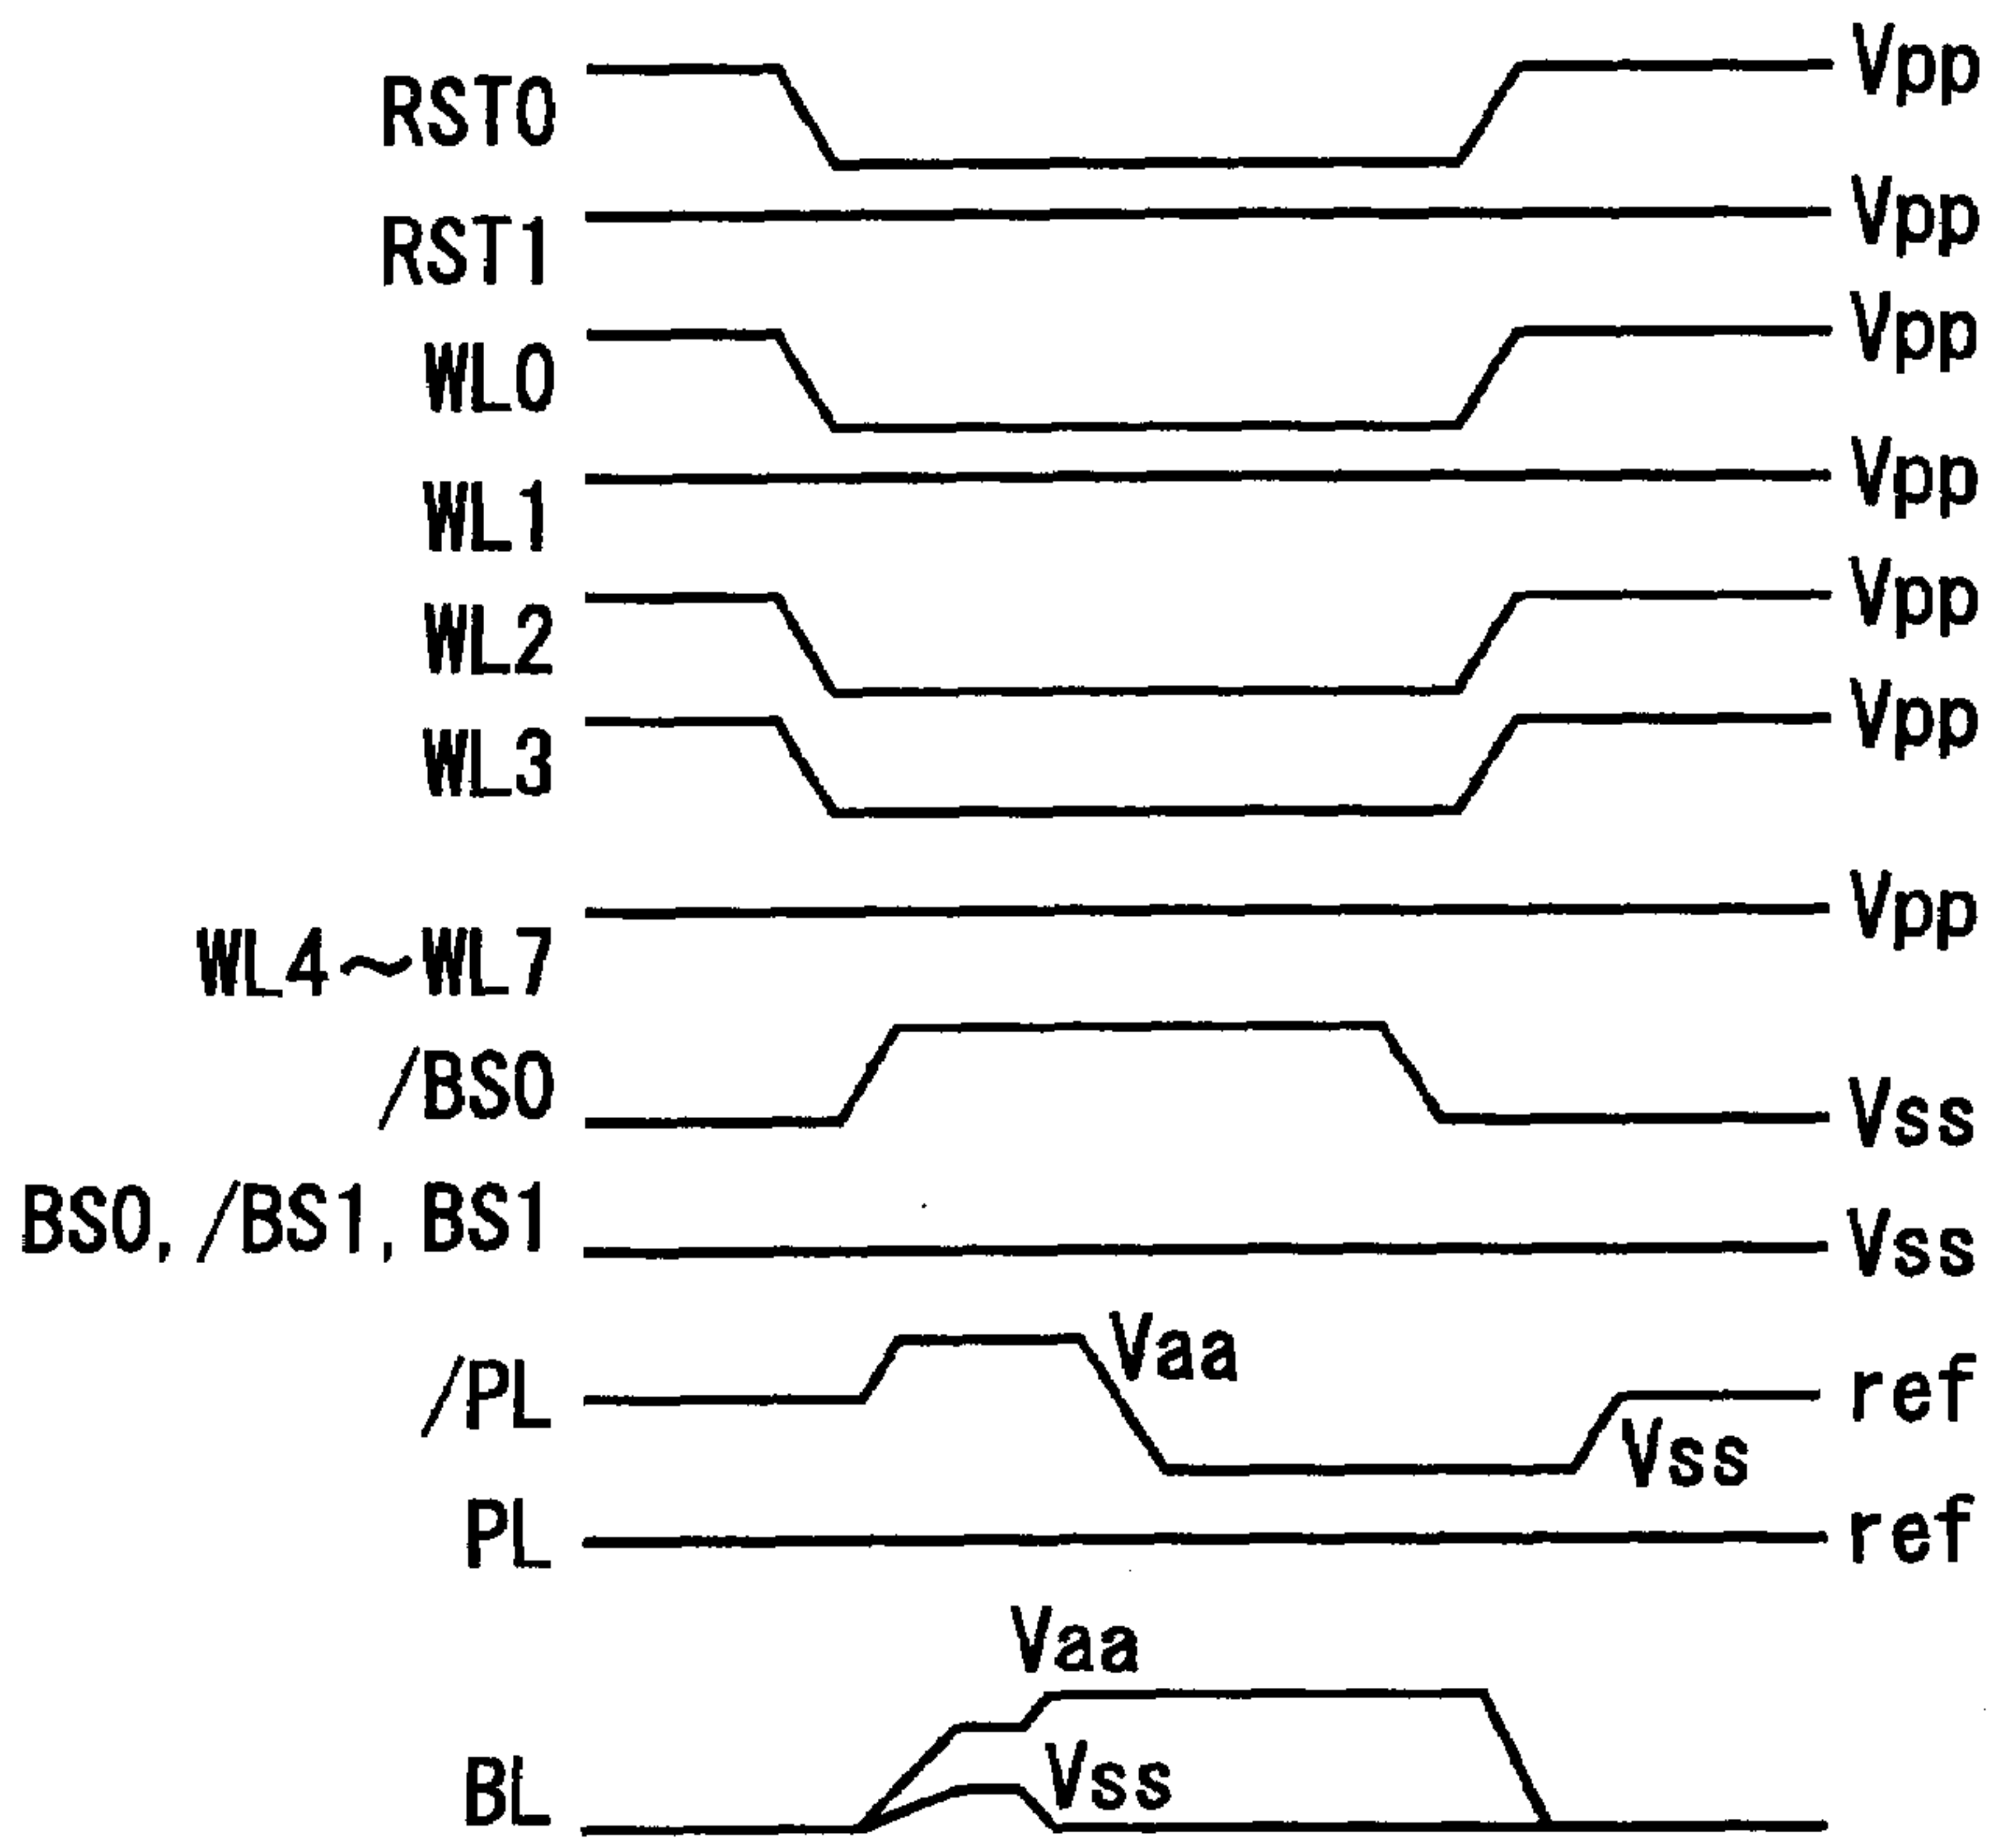 RST0 Vpp
RST1 Vpp
WL0 Vpp
WL1 Vpp
WL2 Vpp
WL3 Vpp
WL4～WL7 Vpp
/BS0 Vss
BS0,/BS1,BS1 Vss
/PL Vaa Vss ref
PL ref
Vaa
BL Vss